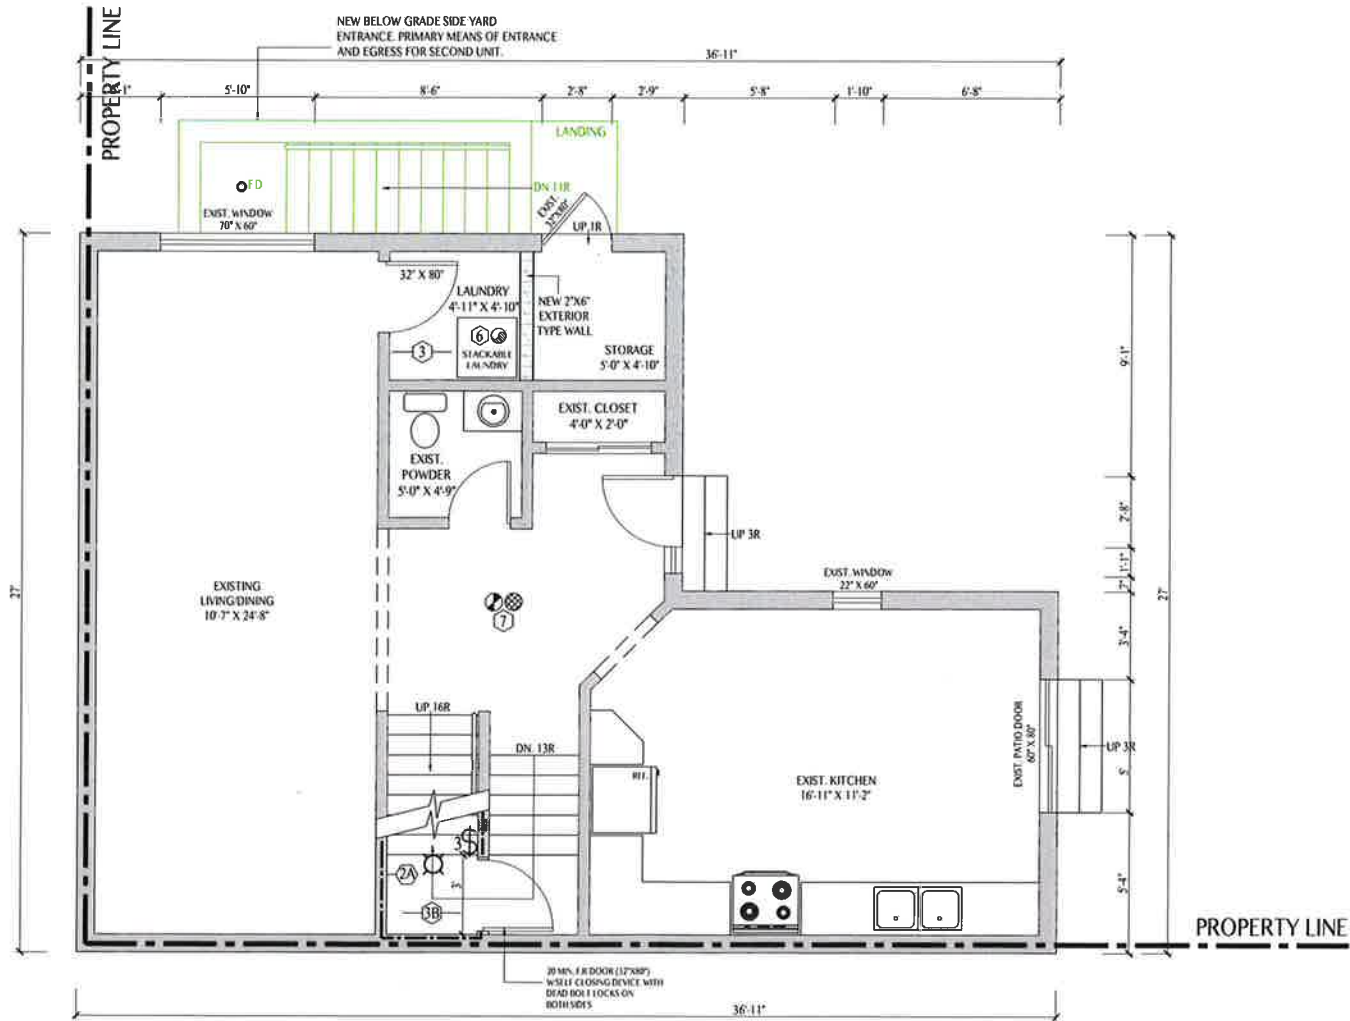 PROPERTY LINE
NEW BELOW GRADE SIDE YARD
ENTRANCE. PRIMARY MEANS OF ENTRANCE
AND EGRESS FOR SECOND UNIT.
36'-11"
5'-10"
8'-6"
2'-8"
2'-9"
5'-8"
1'-10"
6'-8"
LANDING
FD
DN 11R
EXIST. WINDOW
70" X 60"
EXIST.
32"X80"
UP 1R
32" X 80"
LAUNDRY
4'-11" X 4'-10"
NEW 2"X6"
EXTERIOR
TYPE WALL
6
STACKABLE
LAUNDRY
3
STORAGE
5'-0" X 4'-10"
9'-1"
EXIST. CLOSET
4'-0" X 2'-0"
EXIST.
POWDER
5'-0" X 4'-9"
UP 3R
2'-8"
1'-1"
7"
EXIST. WINDOW
22" X 60"
27'
EXISTING
LIVING/DINING
10'-7" X 24'-8"
7
27'
3'-4"
UP 16R
DN. 13R
REF.
EXIST. KITCHEN
16'-11" X 11'-2"
EXIST. PATIO DOOR
60" X 80"
UP 3R
5'
3
2A
3'
3B
5'-4"
PROPERTY LINE
20 MIN. F.R DOOR (32"X80")
W/SELF CLOSING DEVICE WITH
DEAD BOLT LOCKS ON
BOTH SIDES
36'-11"